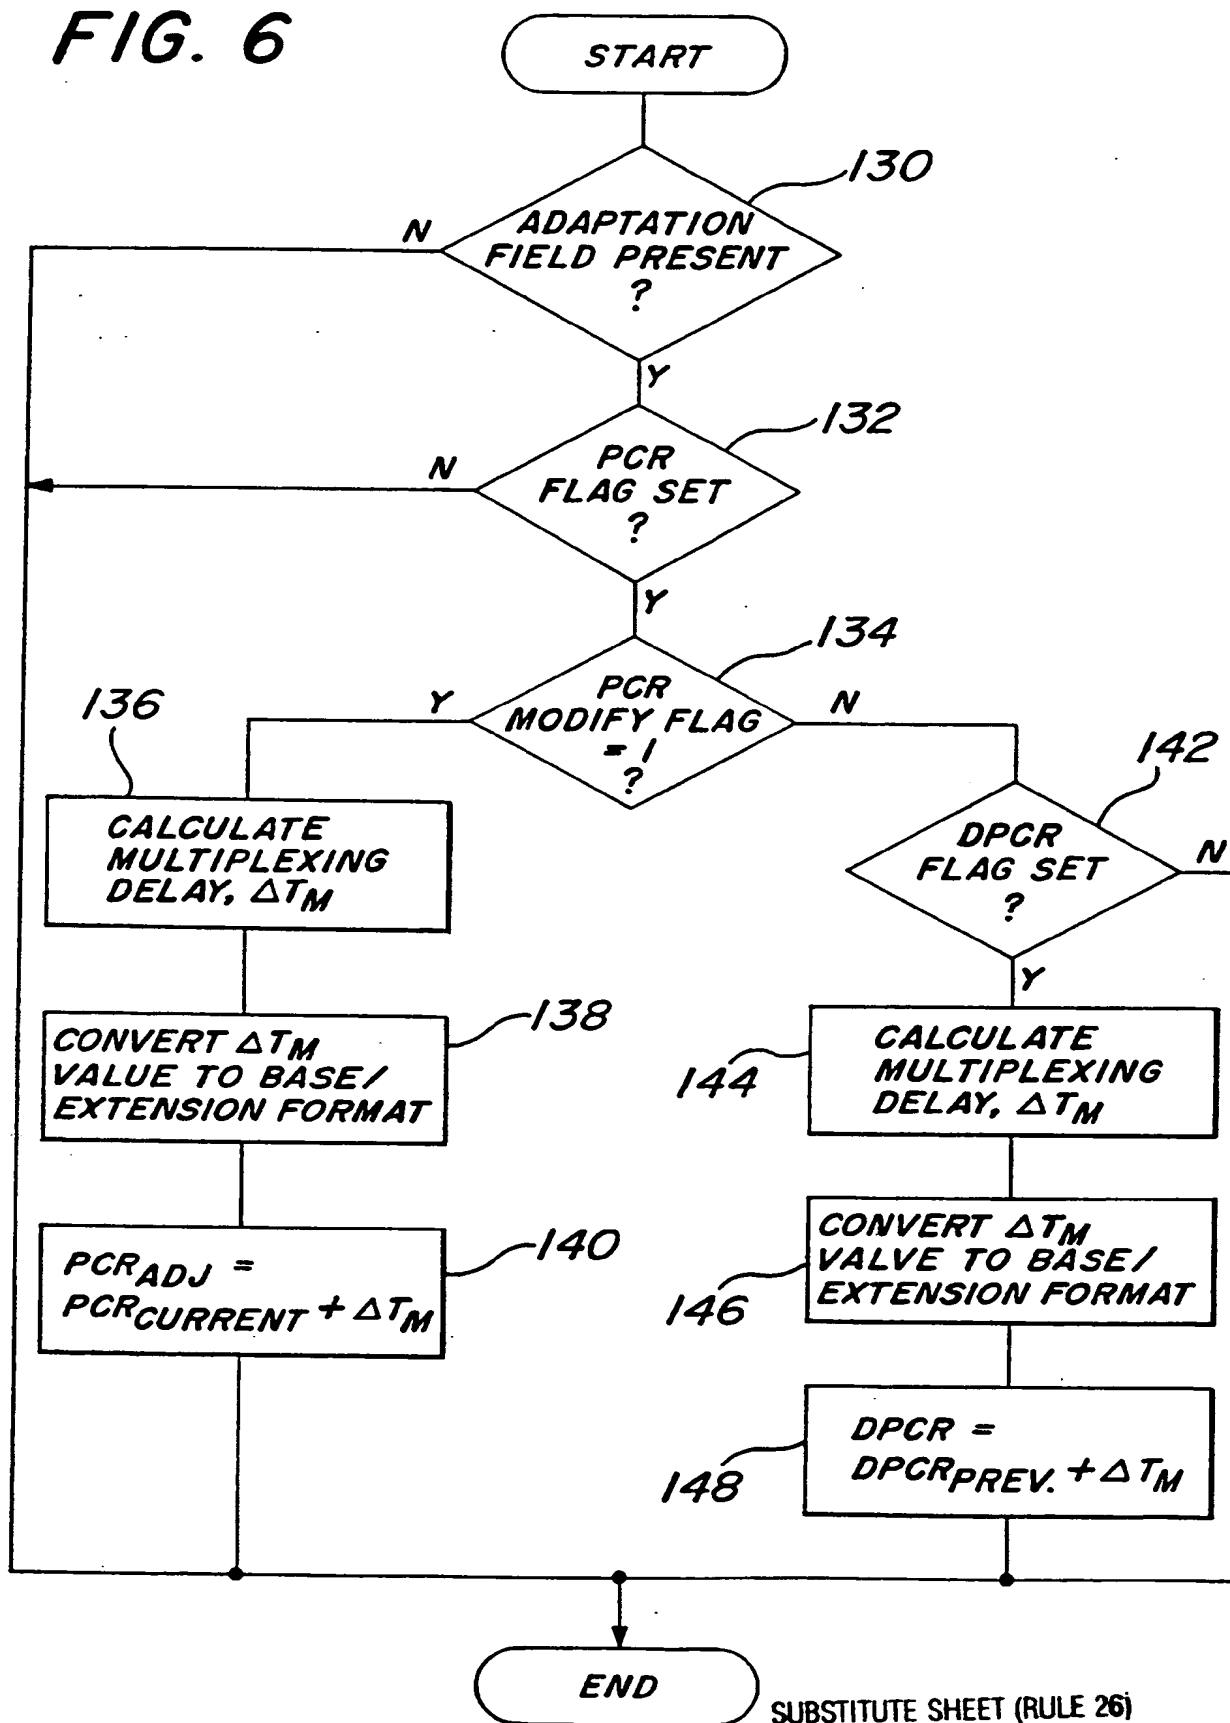 FIG. 6
START
130
N
ADAPTATION
FIELD PRESENT
?
Y
132
N
PCR
FLAG SET
?
Y
134
Y
PCR
MODIFY FLAG
= 1
?
N
136
CALCULATE
MULTIPLEXING
DELAY, ΔTM
142
DPCR
FLAG SET
?
N
Y
138
CONVERT ΔTM
VALUE TO BASE/
EXTENSION FORMAT
144
CALCULATE
MULTIPLEXING
DELAY, ΔTM
140
PCRADJ =
PCRCURRENT + ΔTM
146
CONVERT ΔTM
VALVE TO BASE/
EXTENSION FORMAT
148
DPCR =
DPCRPREV. + ΔTM
END
SUBSTITUTE SHEET (RULE 26)